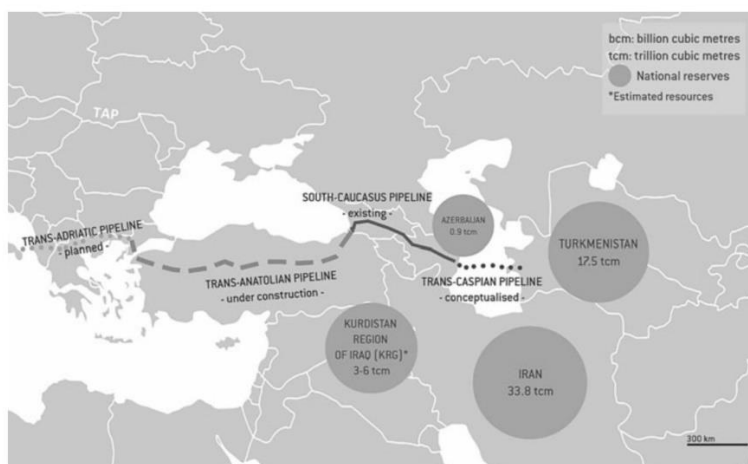 bcm: billion cubic metres
tcm: trillion cubic metres
National reserves
*Estimated resources
TAP
SOUTH-CAUCASUS PIPELINE
- existing -
TRANS-ADRIATIC PIPELINE
- planned -
AZERBAIJAN
0.9 tcm
TURKMENISTAN
17.5 tcm
TRANS-ANATOLIAN PIPELINE
- under construction -
TRANS-CASPIAN PIPELINE
- conceptualised -
KURDISTAN
REGION
OF IRAQ (KRG)*
3-6 tcm
IRAN
33.8 tcm
300 km